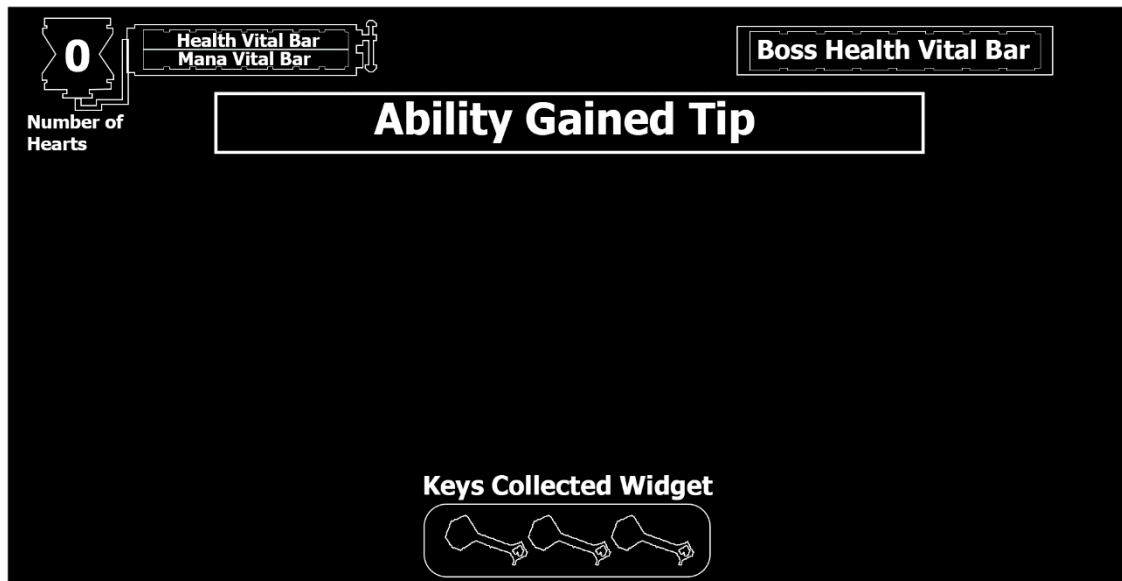 0
Health Vital Bar
Mana Vital Bar
Boss Health Vital Bar
Number of
Hearts
Ability Gained Tip
Keys Collected Widget